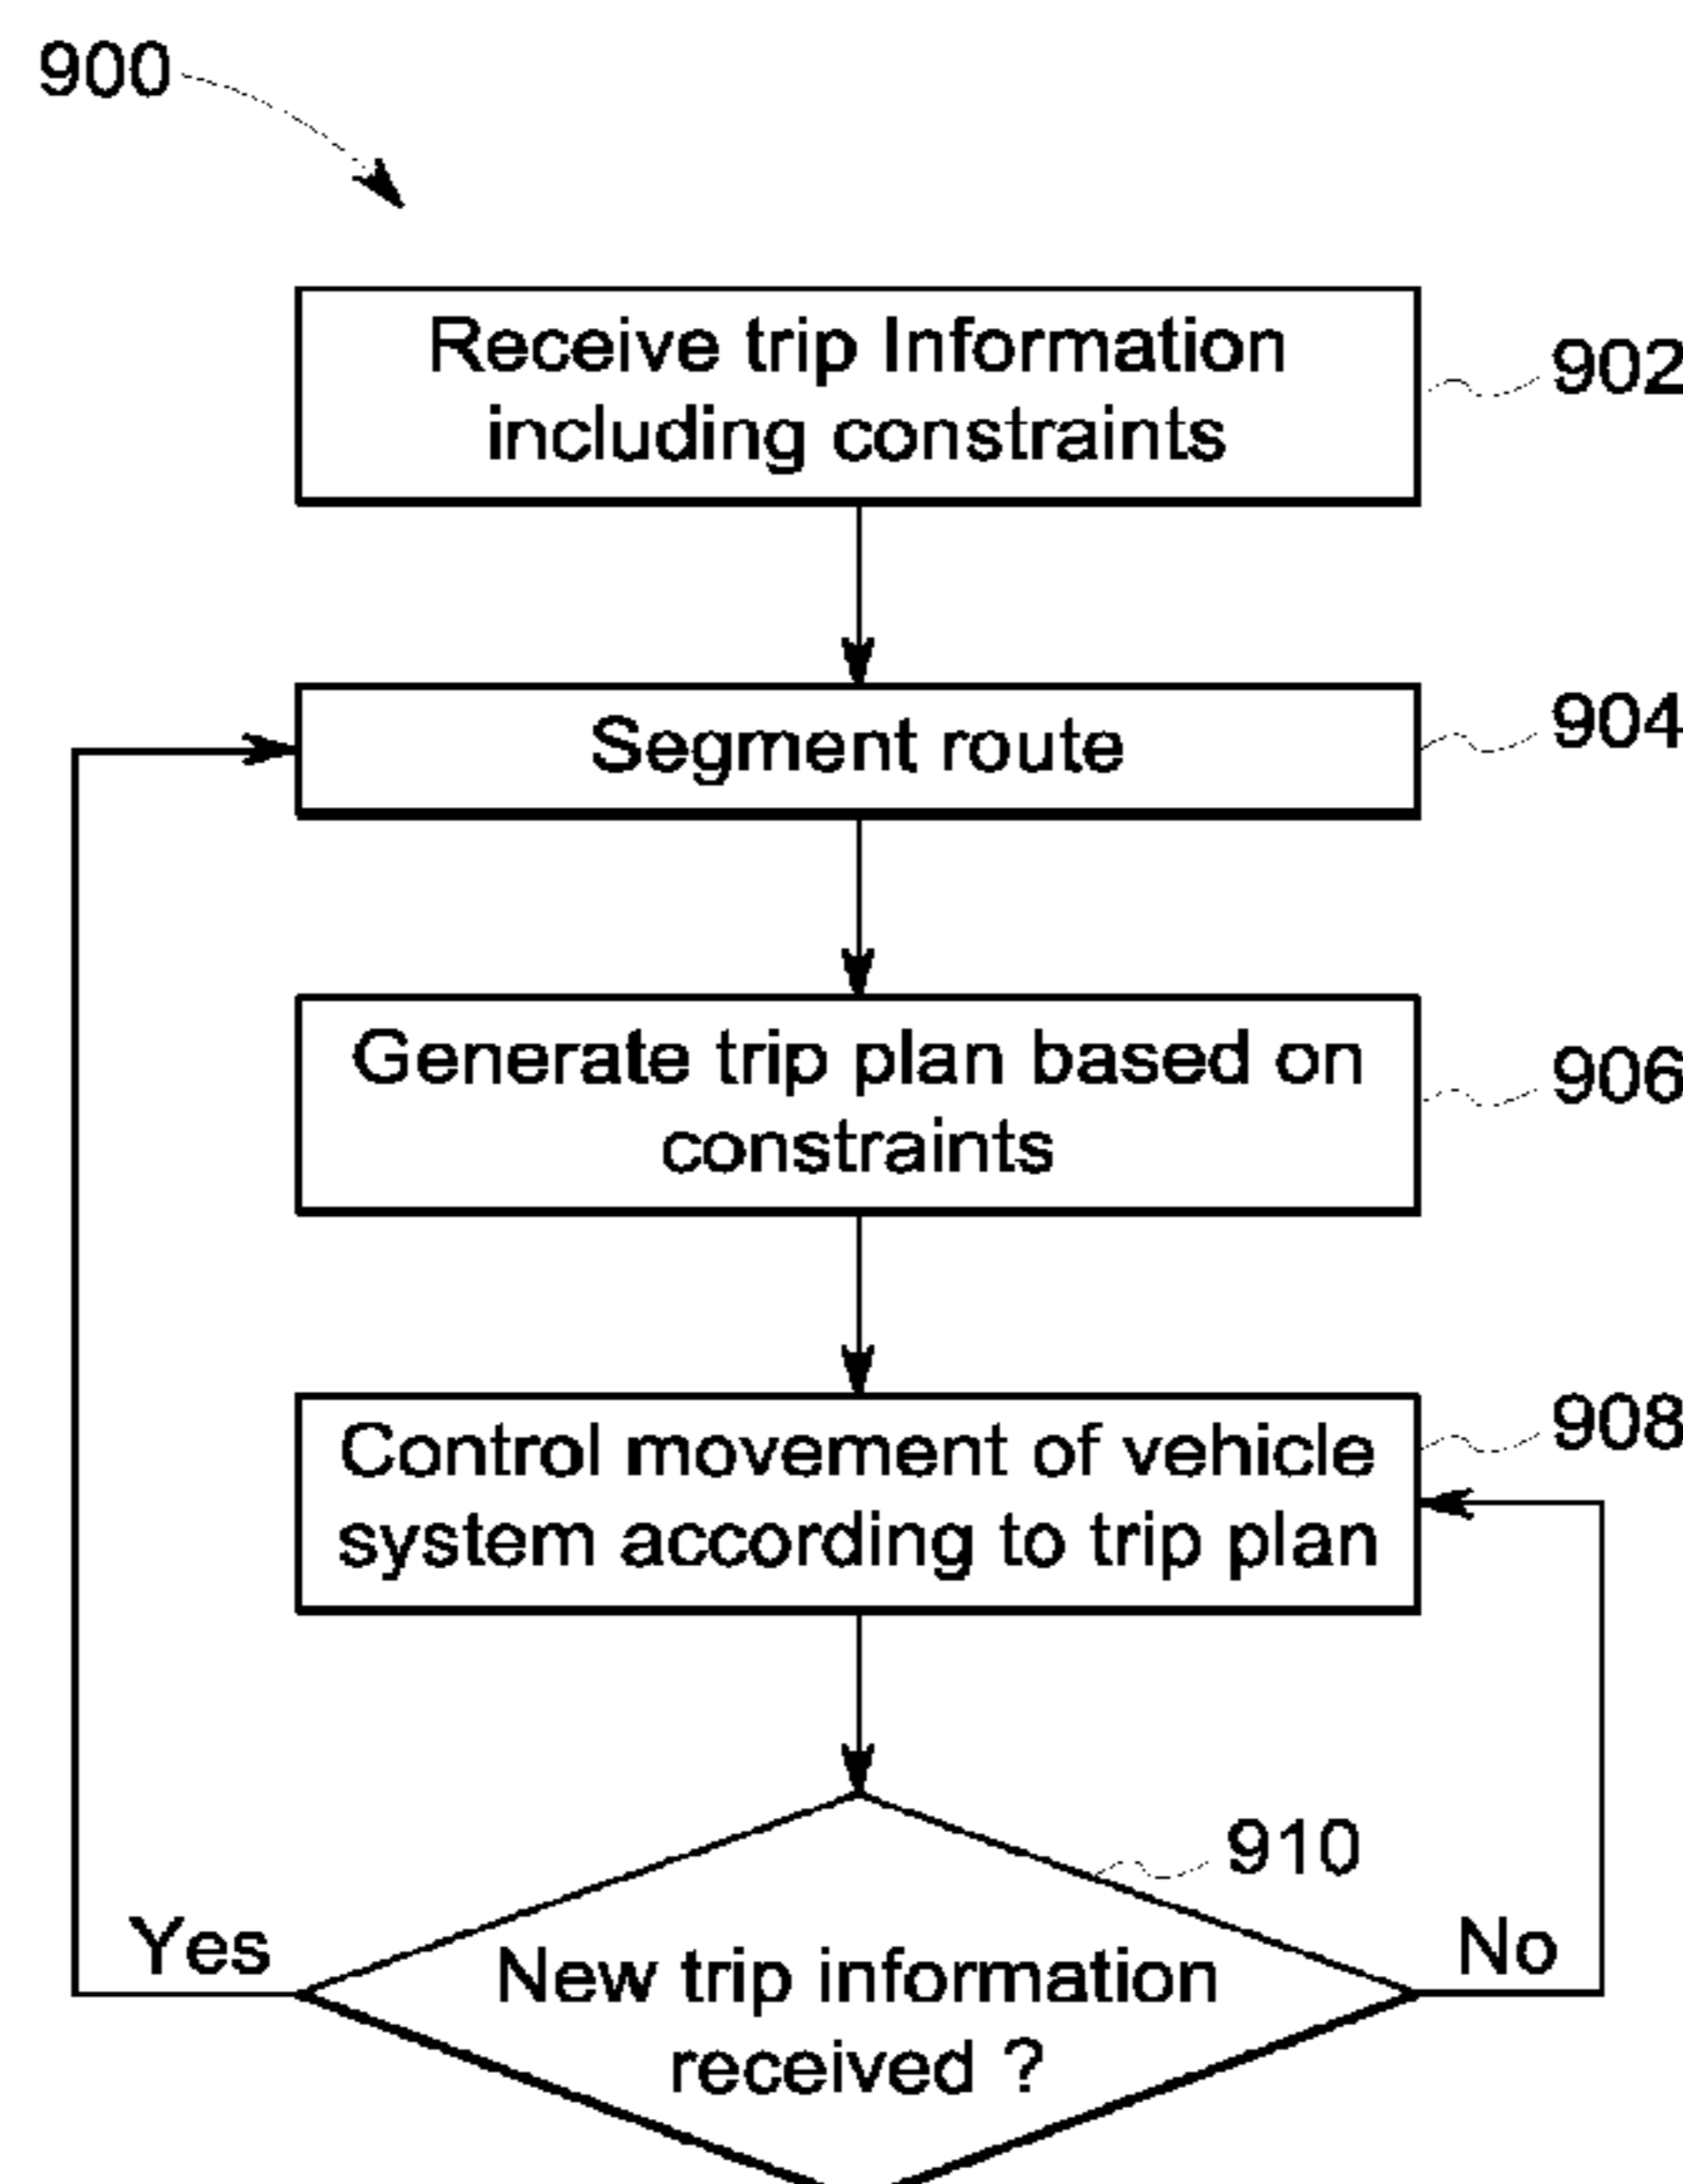 900
Receive trip Information
including constraints
902
Segment route
904
Generate trip plan based on
constraints
906
Control movement of vehicle
system according to trip plan
908
910
Yes
No
New trip information
received ?